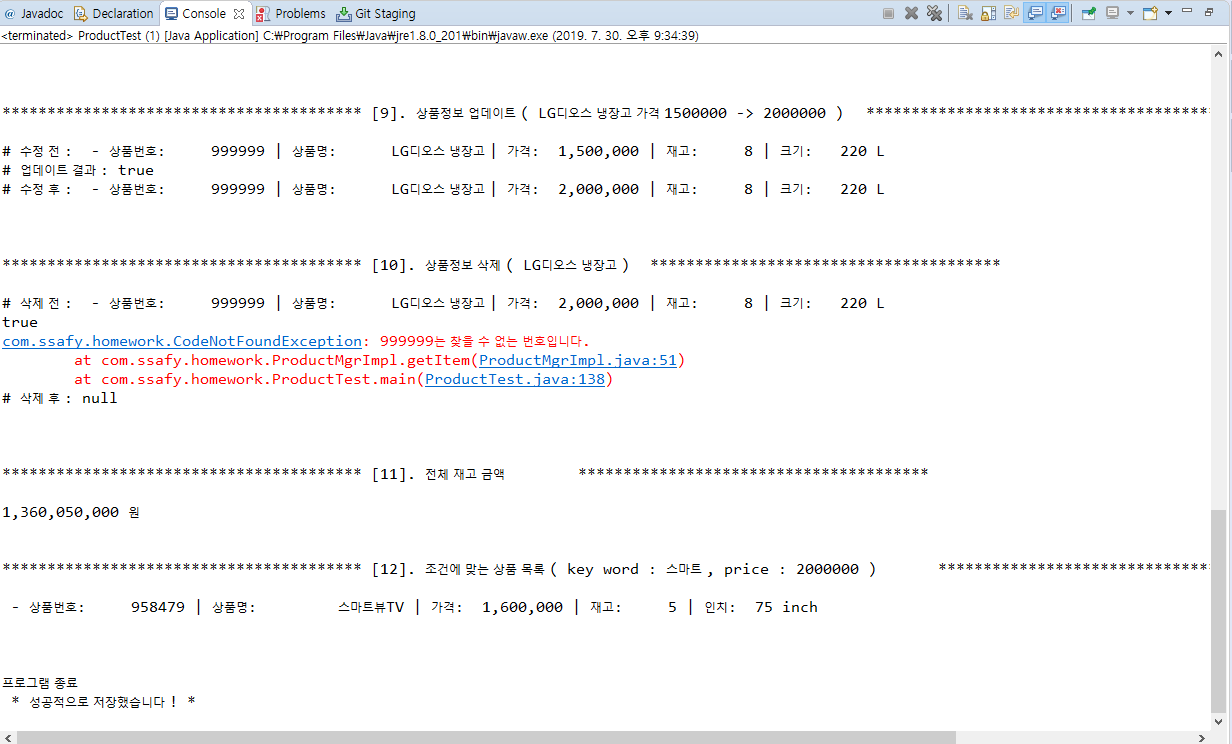 Javadoc Declaration Console Problems Git Staging
<terminated> ProductTest (1) [Java Application] C:₩Program Files₩Java₩jre1.8.0_201₩bin₩javaw.exe (2019. 7. 30. 오후 9:34:39)
**************************************** [9]. 상품정보 업데이트 ( LG디오스 냉장고 가격 1500000 -> 2000000 ) ***************************************
# 수정 전 : - 상품번호: 999999 | 상품명: LG디오스 냉장고 | 가격: 1,500,000 | 재고: 8 | 크기: 220 L
# 업데이트 결과 : true
# 수정 후 : - 상품번호: 999999 | 상품명: LG디오스 냉장고 | 가격: 2,000,000 | 재고: 8 | 크기: 220 L
**************************************** [10]. 상품정보 삭제 ( LG디오스 냉장고 ) ***************************************
# 삭제 전 : - 상품번호: 999999 | 상품명: LG디오스 냉장고 | 가격: 2,000,000 | 재고: 8 | 크기: 220 L
true
com.ssafy.homework.CodeNotFoundException: 999999는 찾을 수 없는 번호입니다.
at com.ssafy.homework.ProductMgrImpl.getItem(ProductMgrImpl.java:51)
at com.ssafy.homework.ProductTest.main(ProductTest.java:138)
# 삭제 후 : null
**************************************** [11]. 전체 재고 금액 ***************************************
1,360,050,000 원
**************************************** [12]. 조건에 맞는 상품 목록 ( key word : 스마트 , price : 2000000 ) ******************************
- 상품번호: 958479 | 상품명: 스마트뷰TV | 가격: 1,600,000 | 재고: 5 | 인치: 75 inch
프로그램 종료
* 성공적으로 저장했습니다 ! *